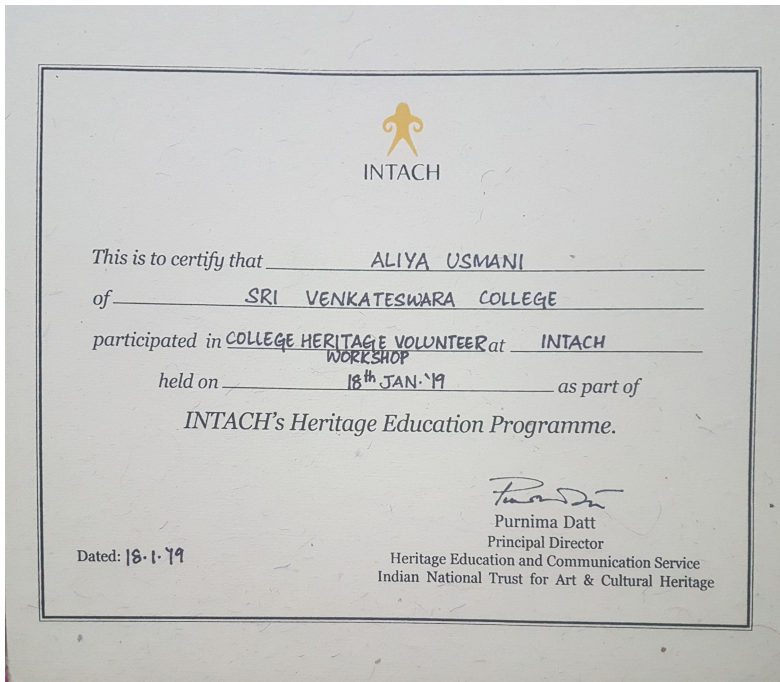 INTACH
This is to certify that ALIYA USMANI
of SRI VENKATESWARA COLLEGE
participated in COLLEGE HERITAGE VOLUNTEER at INTACH
WORKSHOP
held on 18th JAN.'19 as part of
INTACH's Heritage Education Programme.
Purnima Datt
Purnima Datt
Principal Director
Dated: 18.1.'19
Heritage Education and Communication Service
Indian National Trust for Art & Cultural Heritage